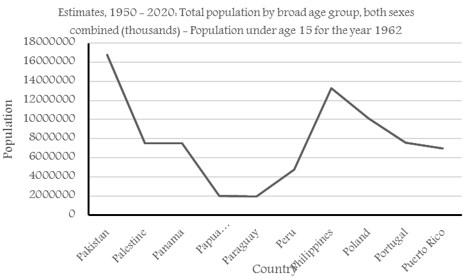 Estimates, 1950 - 2020: Total population by broad age group, both sexes
combined (thousands) - Population under age 15 for the year 1962
18000000
16000000
14000000
12000000
10000000
8000000
6000000
4000000
2000000
0
Population
Pakistan
Palestine
Panama
Papua...
Paraguay
Peru
Philippines
Poland
Portugal
Puerto Rico
Country